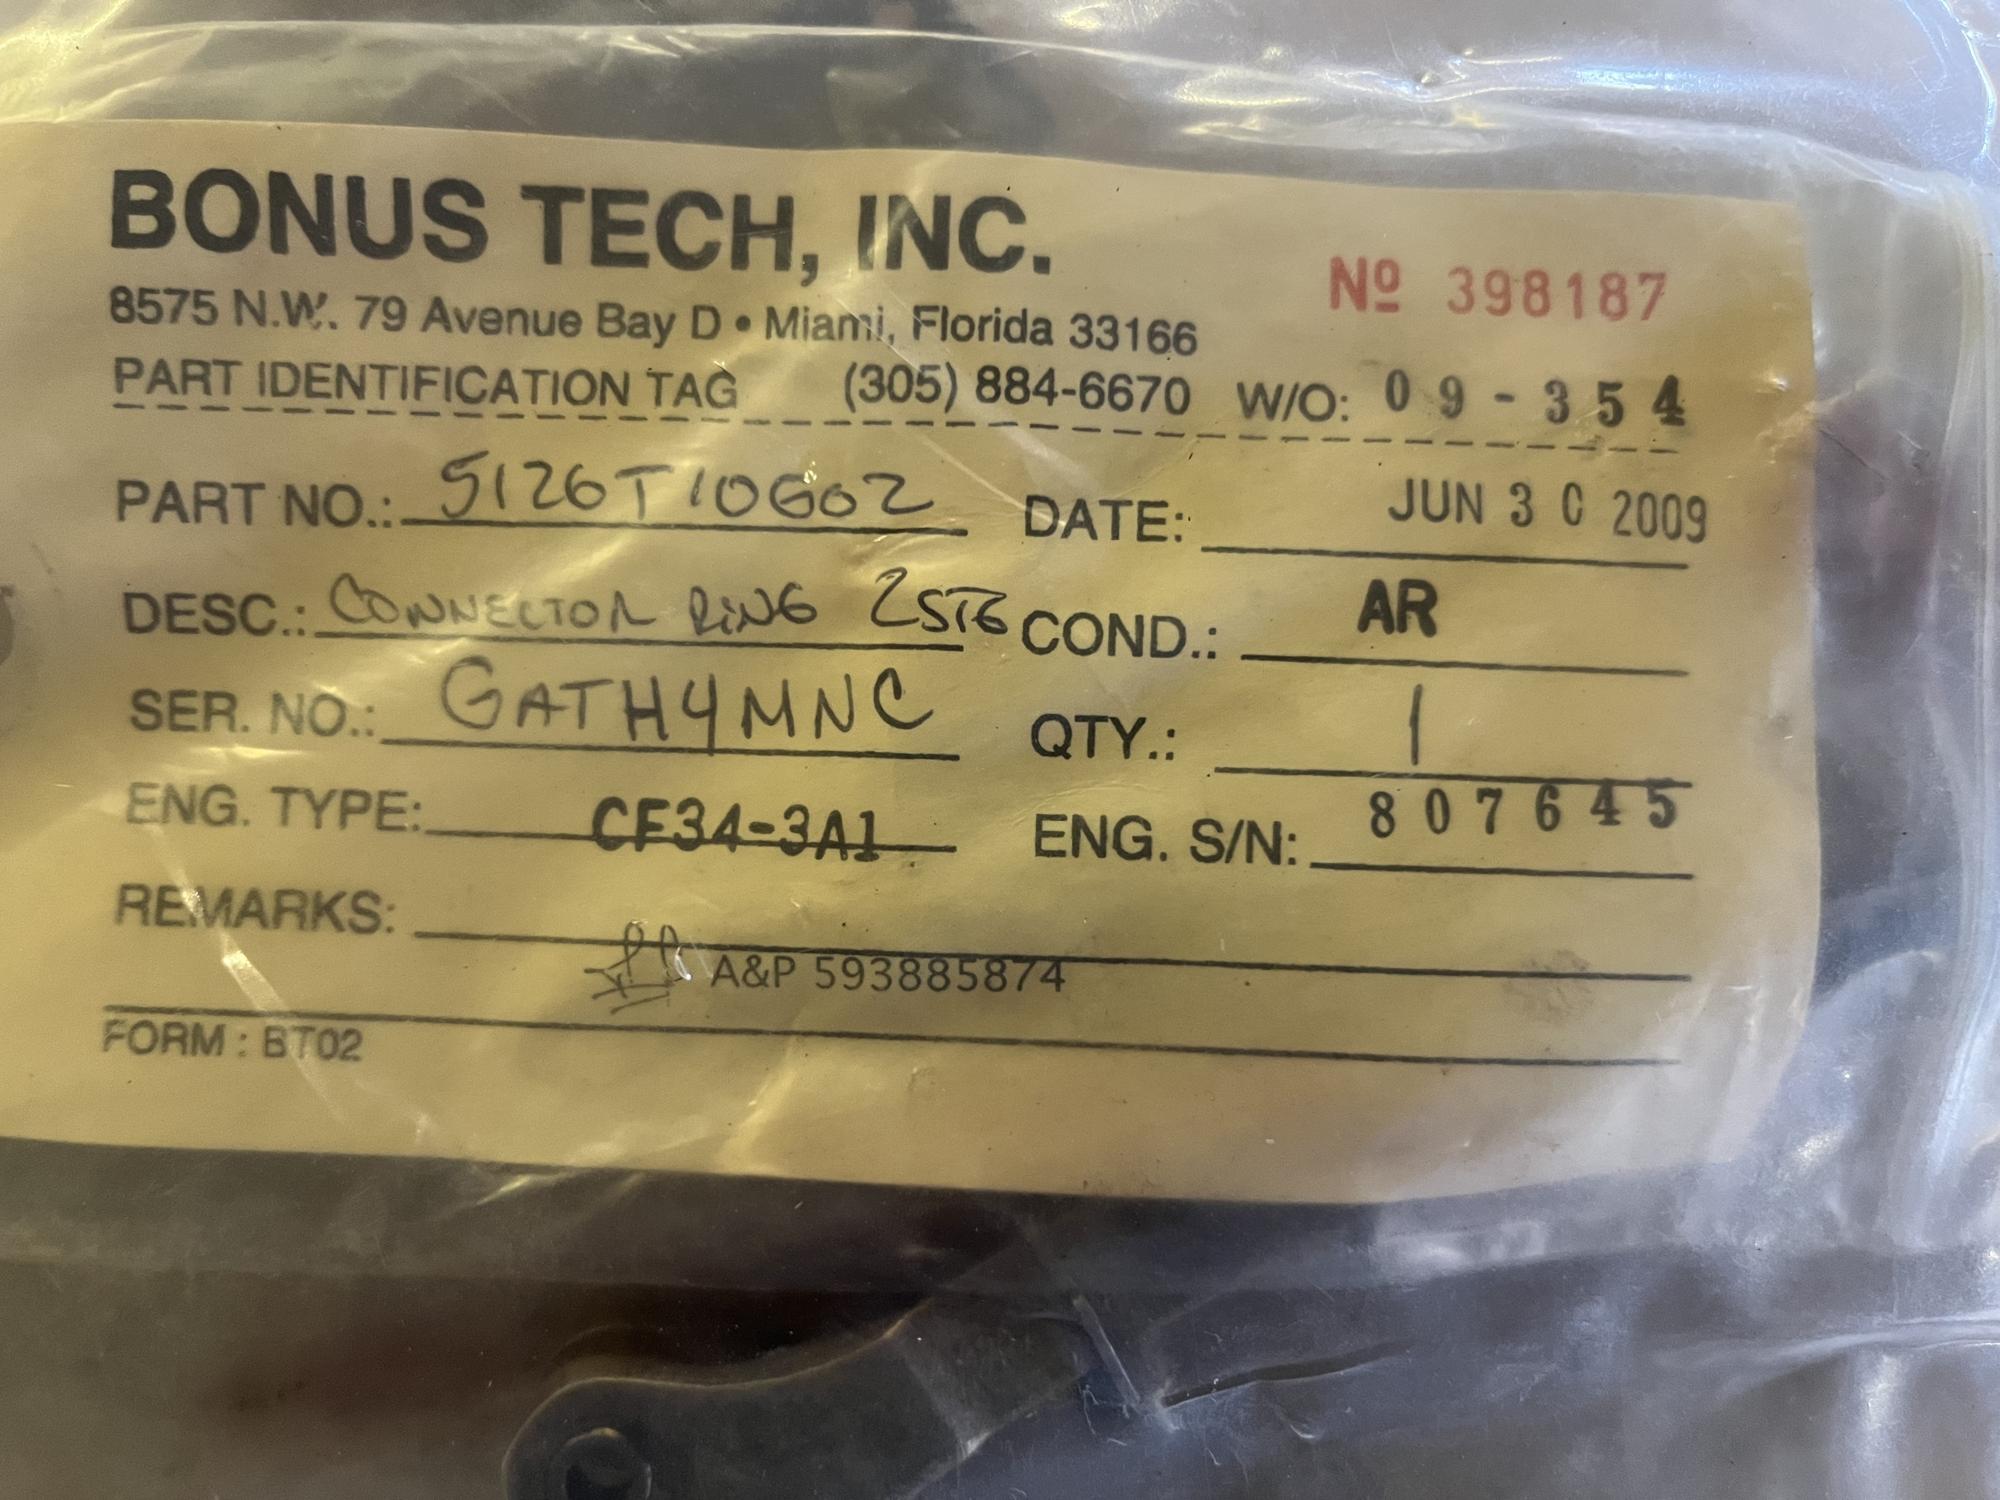 BONUS TECH, INC.
Nº 398187
8575 N.W. 79 Avenue Bay D • Miami, Florida 33166
PART IDENTIFICATION TAG (305) 884-6670 W/O: 09-354
PART NO.: 5126T10G02 DATE: JUN 30 2009
DESC.: CONNECTOR RING 2STG COND.: AR
SER. NO.: GATH4MNC QTY.: 1
ENG. TYPE: CF34-3A1 ENG. S/N: 807645
REMARKS:
A&P 593885874
FORM : BT02